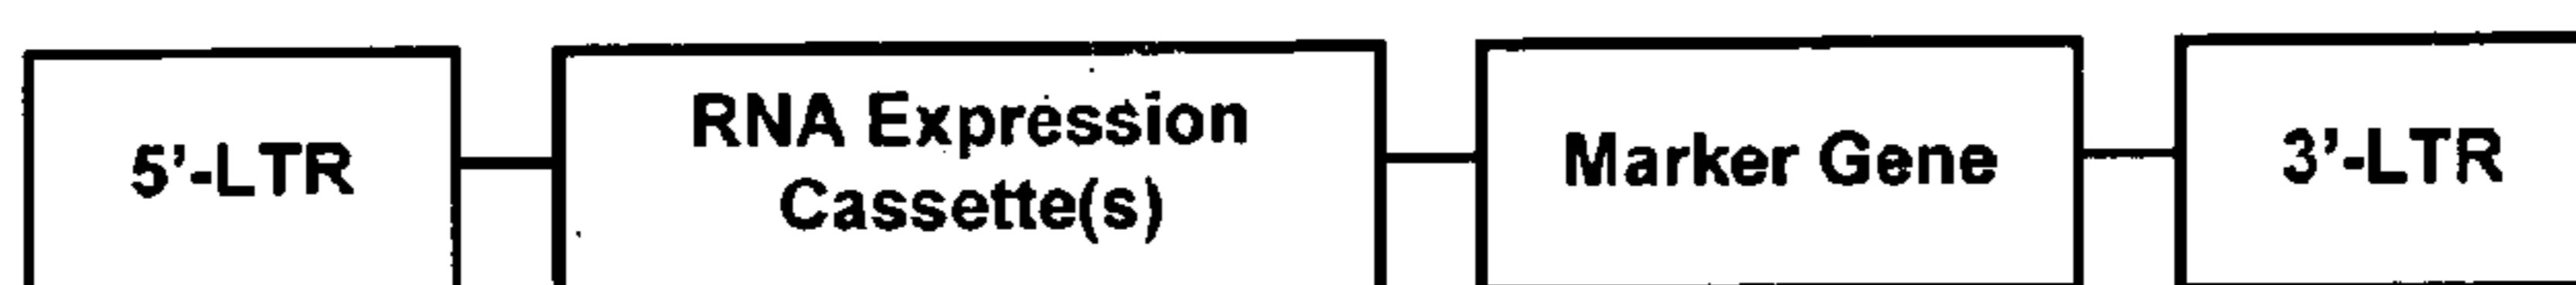 5'-LTR
RNA Expression
Cassette(s)
Marker Gene
3'-LTR